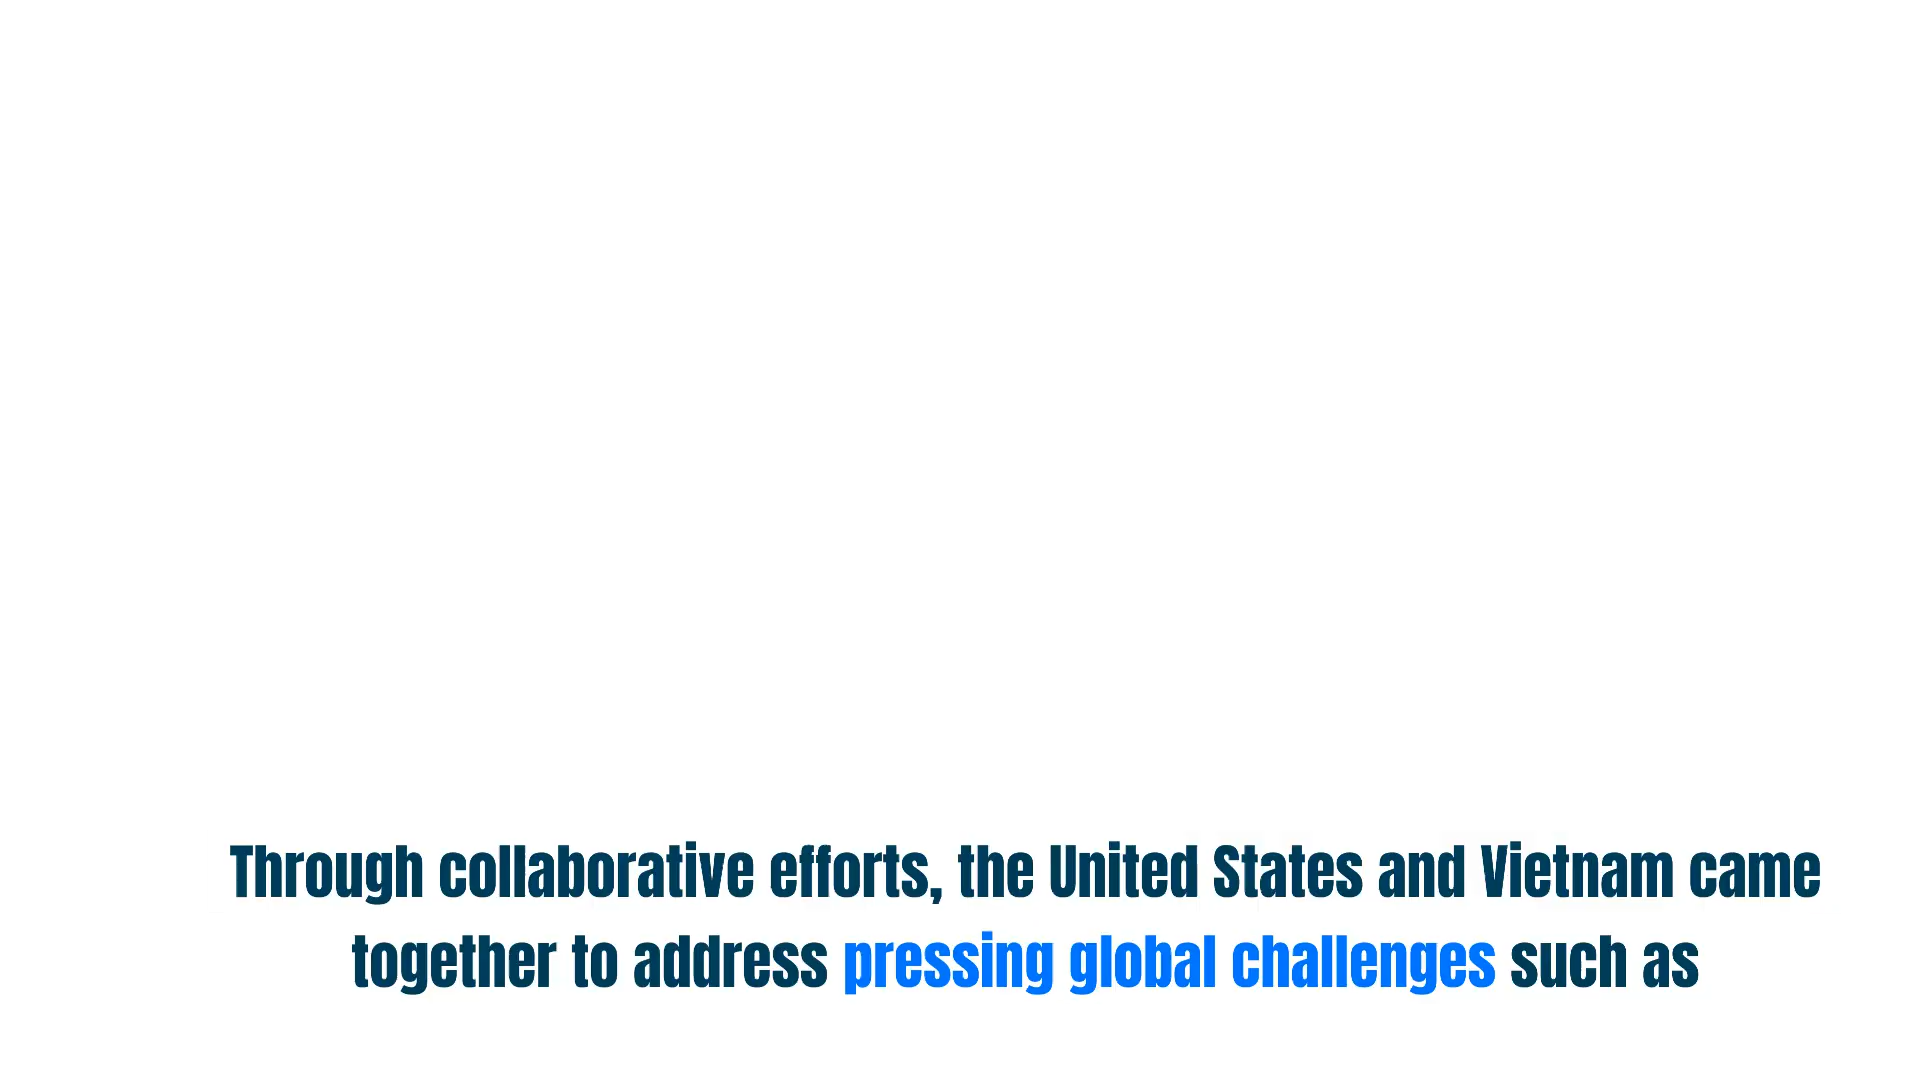 Through collaborative efforts, the United States and Vietnam came
together to address pressing global challenges such as